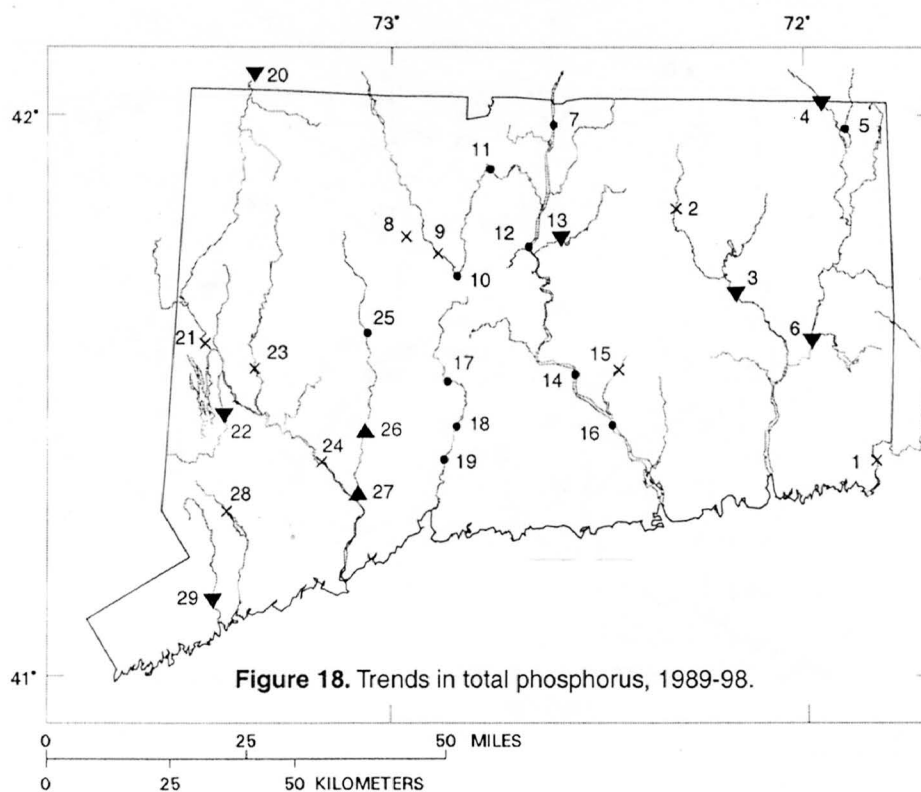 73° 72°
20
42° 4 5
7
11
2
8 9 12 13
10 3
25
21 6
23 17 14 15
22 26 18 16
24 19 1
28 27
29
41° Figure 18. Trends in total phosphorus, 1989-98.
0 25 50 MILES
0 25 50 KILOMETERS